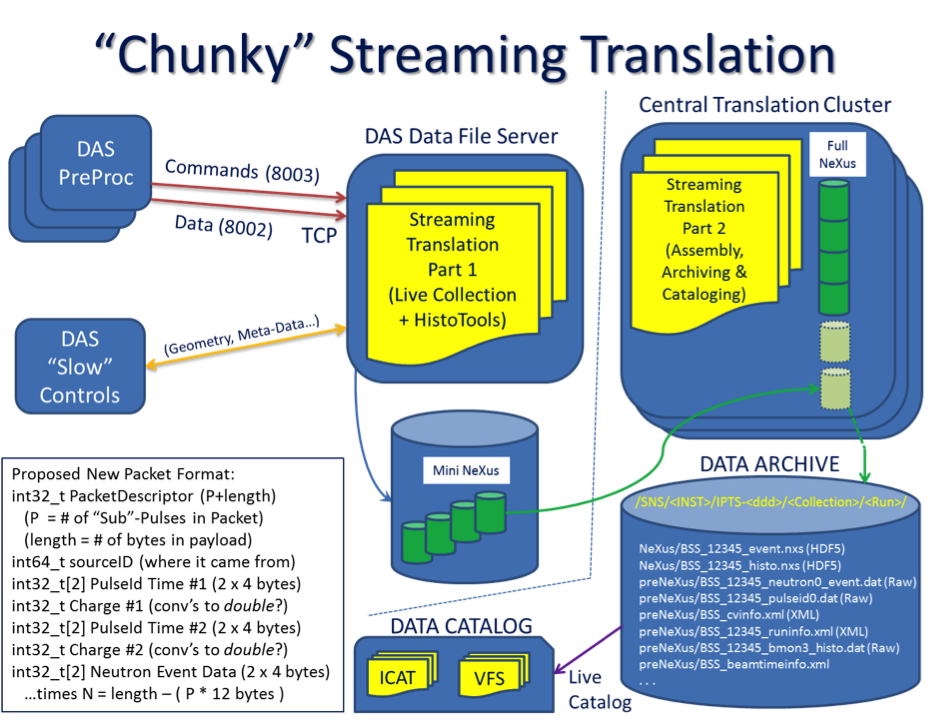 “Chunky” Streaming Translation
DAS
PreProc
Commands (8003)
Data (8002)
TCP
DAS Data File Server
Streaming
Translation
Part 1
(Live Collection
+ HistoTools)
Central Translation Cluster
Full
NeXus
Streaming
Translation
Part 2
(Assembly,
Archiving &
Cataloging)
DAS
“Slow”
Controls
(Geometry, Meta-Data…)
Mini NeXus
Proposed New Packet Format:
int32_t PacketDescriptor (P+length)
(P = # of “Sub”-Pulses in Packet)
(length = # of bytes in payload)
int64_t sourceID (where it came from)
int32_t[2] PulseId Time #1 (2 x 4 bytes)
int32_t Charge #1 (conv’s to double?)
int32_t[2] PulseId Time #2 (2 x 4 bytes)
int32_t Charge #2 (conv’s to double?)
int32_t[2] Neutron Event Data (2 x 4 bytes)
…times N = length – ( P * 12 bytes )
DATA ARCHIVE
/SNS/<INST>/IPTS-<ddd>/<Collection>/<Run>/
NeXus/BSS_12345_event.nxs (HDF5)
NeXus/BSS_12345_histo.nxs (HDF5)
preNeXus/BSS_12345_neutron0_event.dat (Raw)
preNeXus/BSS_12345_pulseid0.dat (Raw)
preNeXus/BSS_cvinfo.xml (XML)
preNeXus/BSS_12345_runinfo.xml (XML)
preNeXus/BSS_12345_bmon3_histo.dat (Raw)
preNeXus/BSS_beamtimeinfo.xml
. . .
DATA CATALOG
ICAT
VFS
Live
Catalog